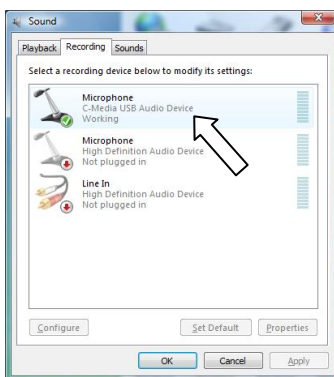 Sound
Playback Recording Sounds
Select a recording device below to modify its settings:
Microphone
C-Media USB Audio Device
Working
Microphone
High Definition Audio Device
Not plugged in
Line In
High Definition Audio Device
Not plugged in
Configure Set Default Properties
OK Cancel Apply